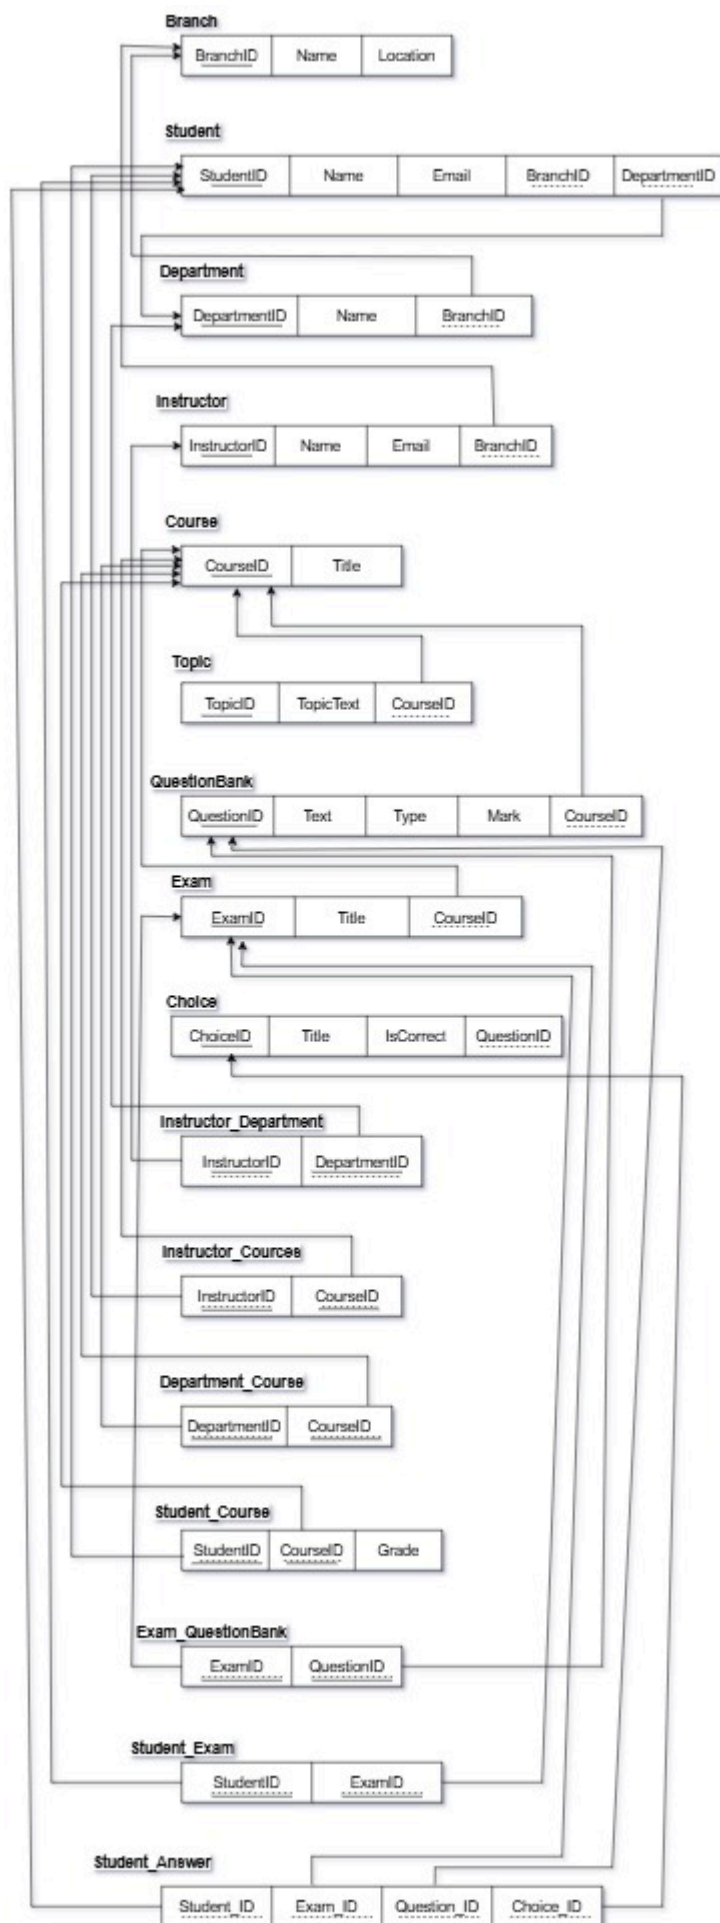 Branch
BranchID Name Location
Student
StudentID Name Email BranchID DepartmentID
Department
DepartmentID Name BranchID
Instructor
InstructorID Name Email BranchID
Course
CourseID Title
Topic
TopicID TopicText CourseID
QuestionBank
QuestionID Text Type Mark CourseID
Exam
ExamID Title CourseID
Choice
ChoiceID Title IsCorrect QuestionID
Instructor_Department
InstructorID DepartmentID
Instructor_Cources
InstructorID CourseID
Department_Course
DepartmentID CourseID
Student_Course
StudentID CourseID Grade
Exam_QuestionBank
ExamID QuestionID
Student_Exam
StudentID ExamID
Student_Answer
Student_ID Exam_ID Question_ID Choice_ID